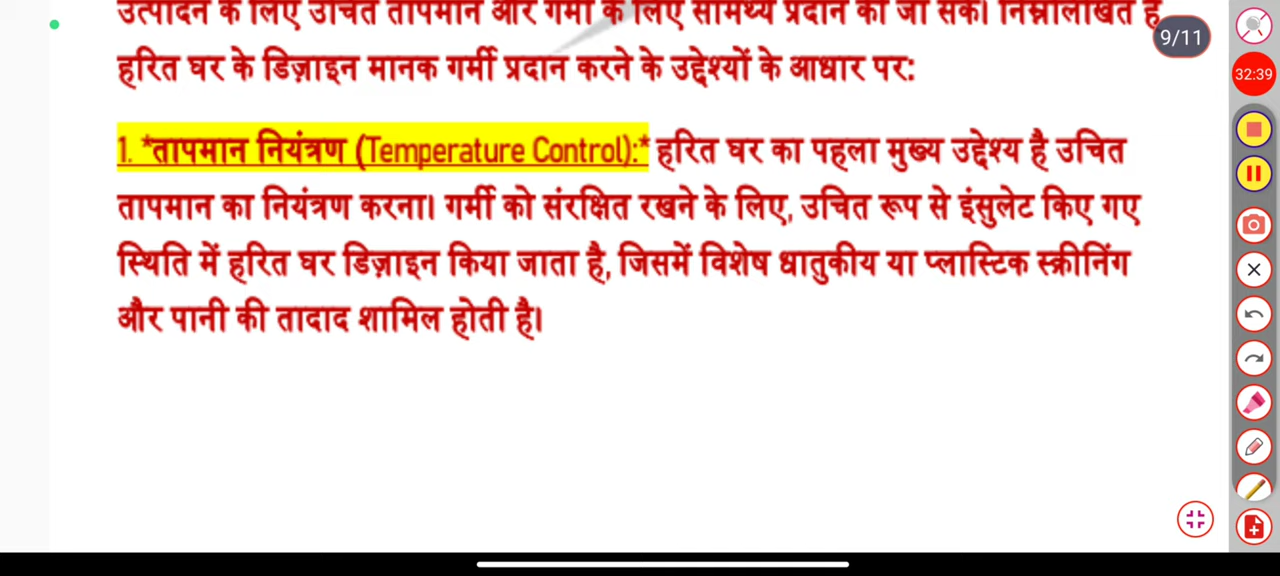 उत्पादन के लिए उचित तापमान और गर्मी के लिए सामर्थ्य प्रदान की जा सके। निम्नलिखित हैं
9/11
हरित घर के डिज़ाइन मानक गर्मी प्रदान करने के उद्देश्यों के आधार पर:
32:39
1. *तापमान नियंत्रण (Temperature Control):* हरित घर का पहला मुख्य उद्देश्य है उचित
तापमान का नियंत्रण करना। गर्मी को संरक्षित रखने के लिए, उचित रूप से इंसुलेट किए गए
स्थिति में हरित घर डिज़ाइन किया जाता है, जिसमें विशेष धातुकीय या प्लास्टिक स्क्रीनिंग
और पानी की तादाद शामिल होती है।